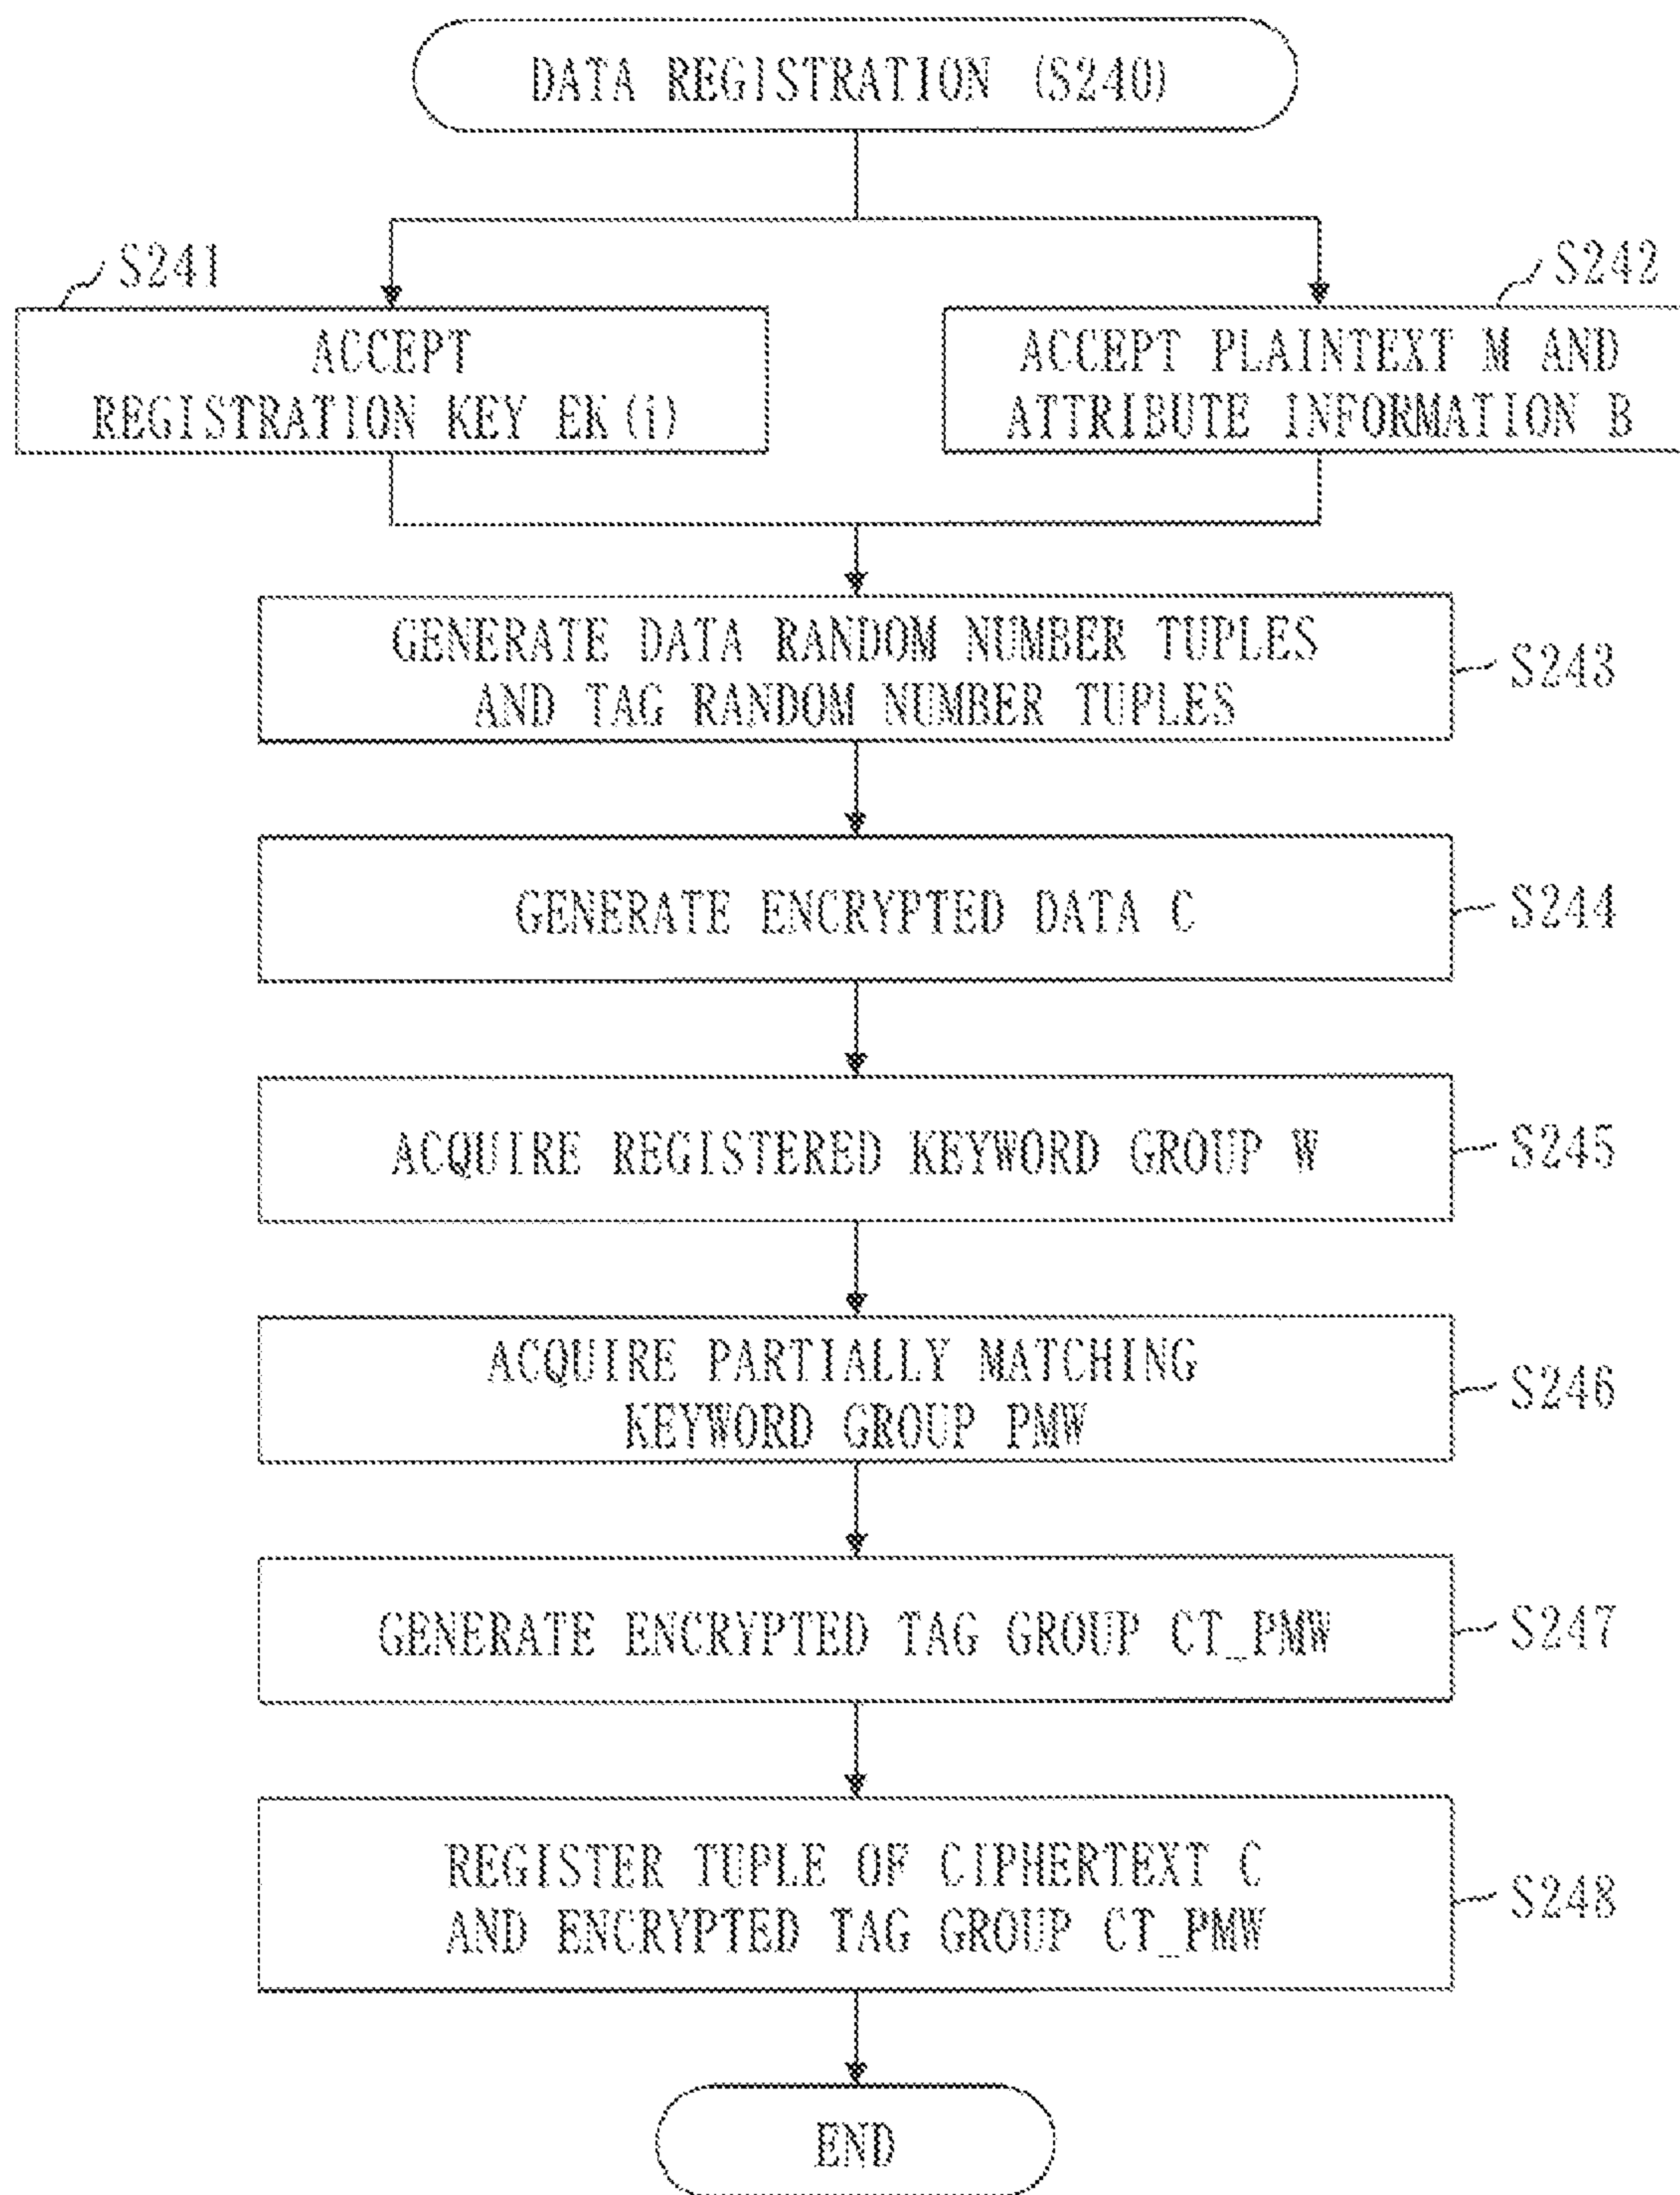 DATA REGISTRATION (S240)
S241
S242
ACCEPT
REGISTRATION KEY EK(i)
ACCEPT PLAINTEXT M AND
ATTRIBUTE INFORMATION B
GENERATE DATA RANDOM NUMBER TUPLES
AND TAG RANDOM NUMBER TUPLES
S243
GENERATE ENCRYPTED DATA C
S244
ACQUIRE REGISTERED KEYWORD GROUP W
S245
ACQUIRE PARTIALLY MATCHING
KEYWORD GROUP PMW
S246
GENERATE ENCRYPTED TAG GROUP CT_PMW
S247
REGISTER TUPLE OF CIPHERTEXT C
AND ENCRYPTED TAG GROUP CT_PMW
S248
END